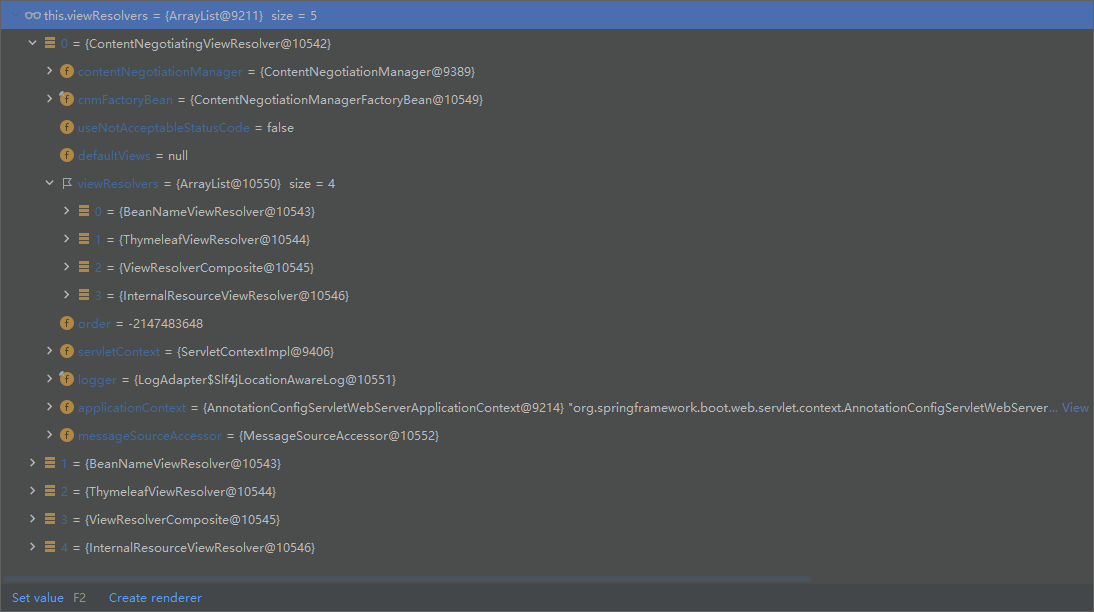 this.viewResolvers = {ArrayList@9211} size = 5
0 = {ContentNegotiatingViewResolver@10542}
f contentNegotiationManager = {ContentNegotiationManager@9389}
f cnmFactoryBean = {ContentNegotiationManagerFactoryBean@10549}
f useNotAcceptableStatusCode = false
f defaultViews = null
viewResolvers = {ArrayList@10550} size = 4
0 = {BeanNameViewResolver@10543}
1 = {ThymeleafViewResolver@10544}
2 = {ViewResolverComposite@10545}
3 = {InternalResourceViewResolver@10546}
f order = -2147483648
f servletContext = {ServletContextImpl@9406}
f logger = {LogAdapter$Slf4jLocationAwareLog@10551}
f applicationContext = {AnnotationConfigServletWebServerApplicationContext@9214} "org.springframework.boot.web.servlet.context.AnnotationConfigServletWebServer... View
f messageSourceAccessor = {MessageSourceAccessor@10552}
1 = {BeanNameViewResolver@10543}
2 = {ThymeleafViewResolver@10544}
3 = {ViewResolverComposite@10545}
4 = {InternalResourceViewResolver@10546}
Set value F2 Create renderer